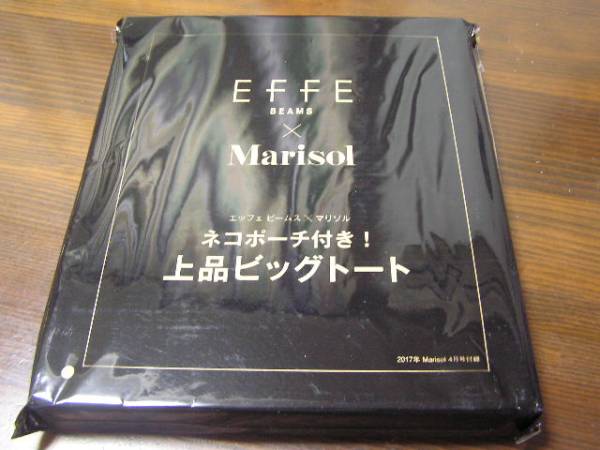 EFFE
BEAMS
×
Marisol
エッフェ ビームス×マリソル
ネコポーチ付き！
上品ビッグトート
2017年 Marisol 4月号付録